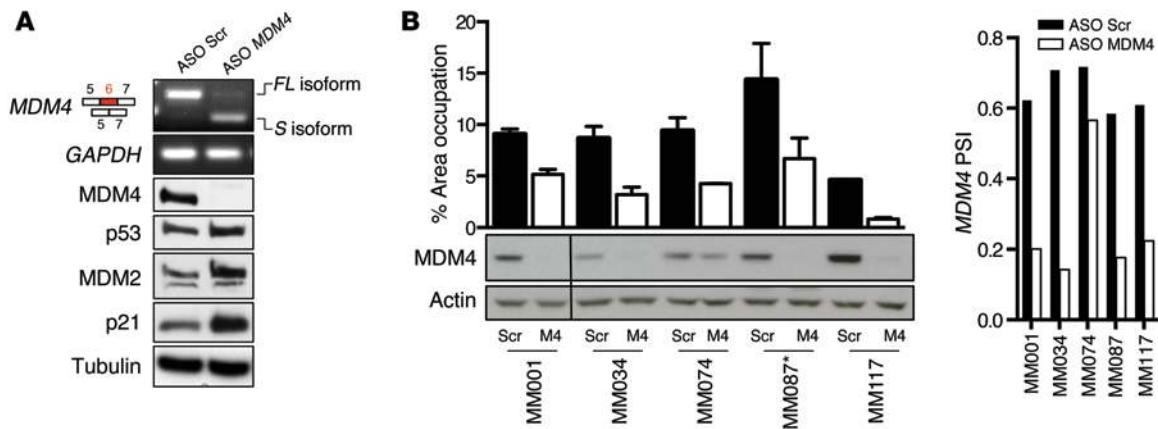 A
ASO Scr
ASO MDM4
5 6 7
MDM4
5 7
FL isoform
S isoform
GAPDH
MDM4
p53
MDM2
p21
Tubulin
B
% Area occupation
20
15
10
5
0
MDM4
Actin
Scr M4 Scr M4 Scr M4 Scr M4 Scr M4
MM001 MM034 MM074 MM087* MM117
ASO Scr
ASO MDM4
MDM4 PSI
0.8
0.6
0.4
0.2
0.0
MM001 MM034 MM074 MM087 MM117